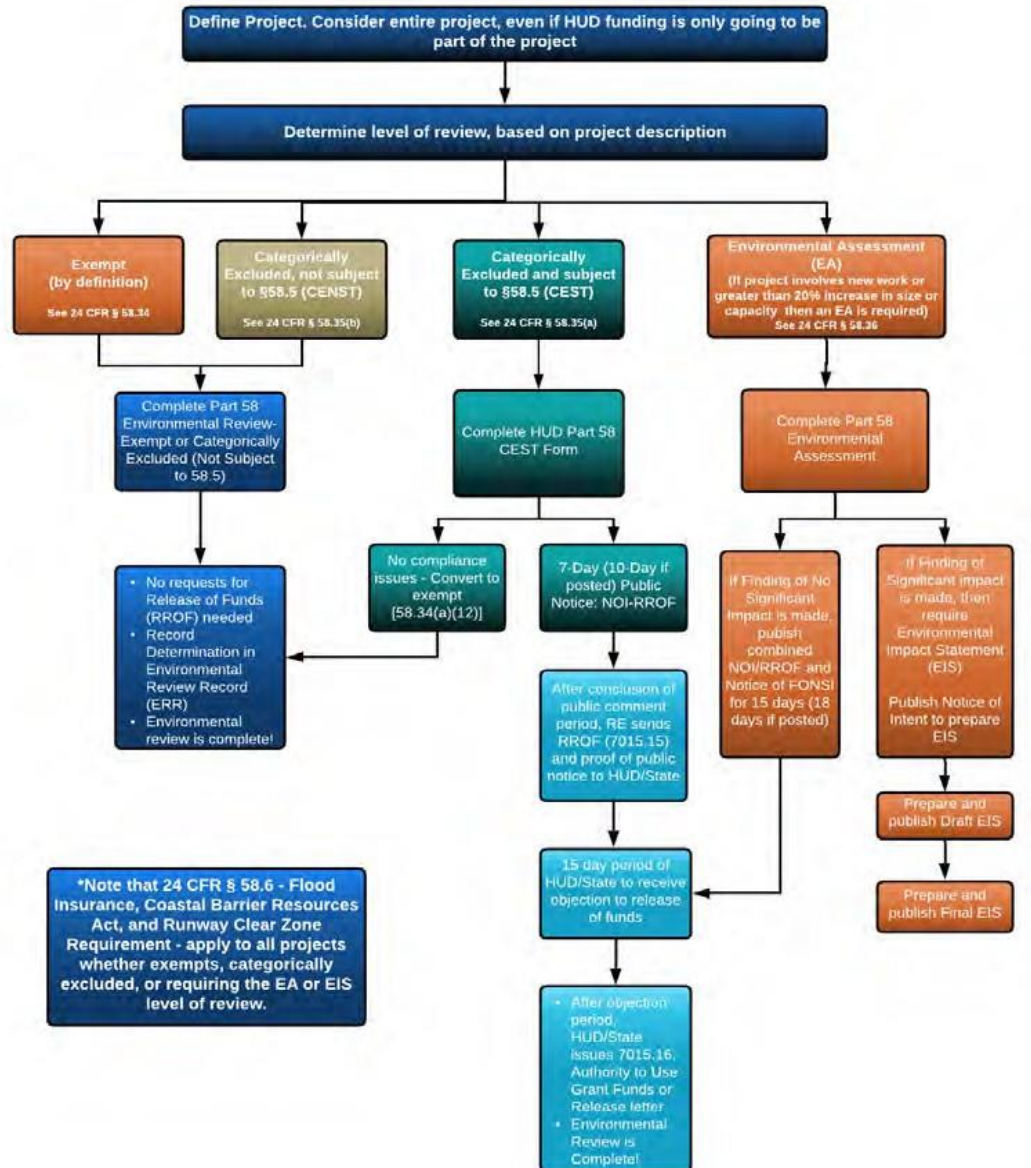 Define Project. Consider entire project, even if HUD funding is only going to be
part of the project
Determine level of review, based on project description
Exempt
(by definition)
See 24 CFR § 58.34
Categorically
Excluded, not subject
to §58.5 (CENST)
See 24 CFR § 58.35(b)
Categorically
Excluded and subject
to §58.5 (CEST)
See 24 CFR § 58.35(a)
Environmental Assessment
(EA)
(If project involves new work or
greater than 20% increase in size or
capacity then an EA is required)
See 24 CFR § 58.36
Complete Part 58
Environmental Review-
Exempt or Categorically
Excluded (Not Subject
to 58.5)
Complete HUD Part 58
CEST Form
Complete Part 58
Environmental
Assessment
• No requests for
Release of Funds
(RROF) needed
• Record
Determination in
Environmental
Review Record
(ERR)
• Environmental
review is complete!
No compliance
issues - Convert to
exempt
[58.34(a)(12)]
7-Day (10-Day if
posted) Public
Notice: NOI-RROF
If Finding of No
Significant
Impact is made,
publish
combined
NOI/RROF and
Notice of FONSI
for 15 days (18
days if posted)
If Finding of
Significant impact
is made, then
require
Environmental
Impact Statement
(EIS)
Publish Notice of
Intent to prepare
EIS
After conclusion of
public comment
period, RE sends
RROF (7015.15)
and proof of public
notice to HUD/State
Prepare and
publish Draft EIS
15 day period of
HUD/State to receive
objection to release
of funds
Prepare and
publish Final EIS
*Note that 24 CFR § 58.6 - Flood
Insurance, Coastal Barrier Resources
Act, and Runway Clear Zone
Requirement - apply to all projects
whether exempts, categorically
excluded, or requiring the EA or EIS
level of review.
• After objection
period,
HUD/State
issues 7015.16,
Authority to Use
Grant Funds or
Release letter
• Environmental
Review is
Complete!